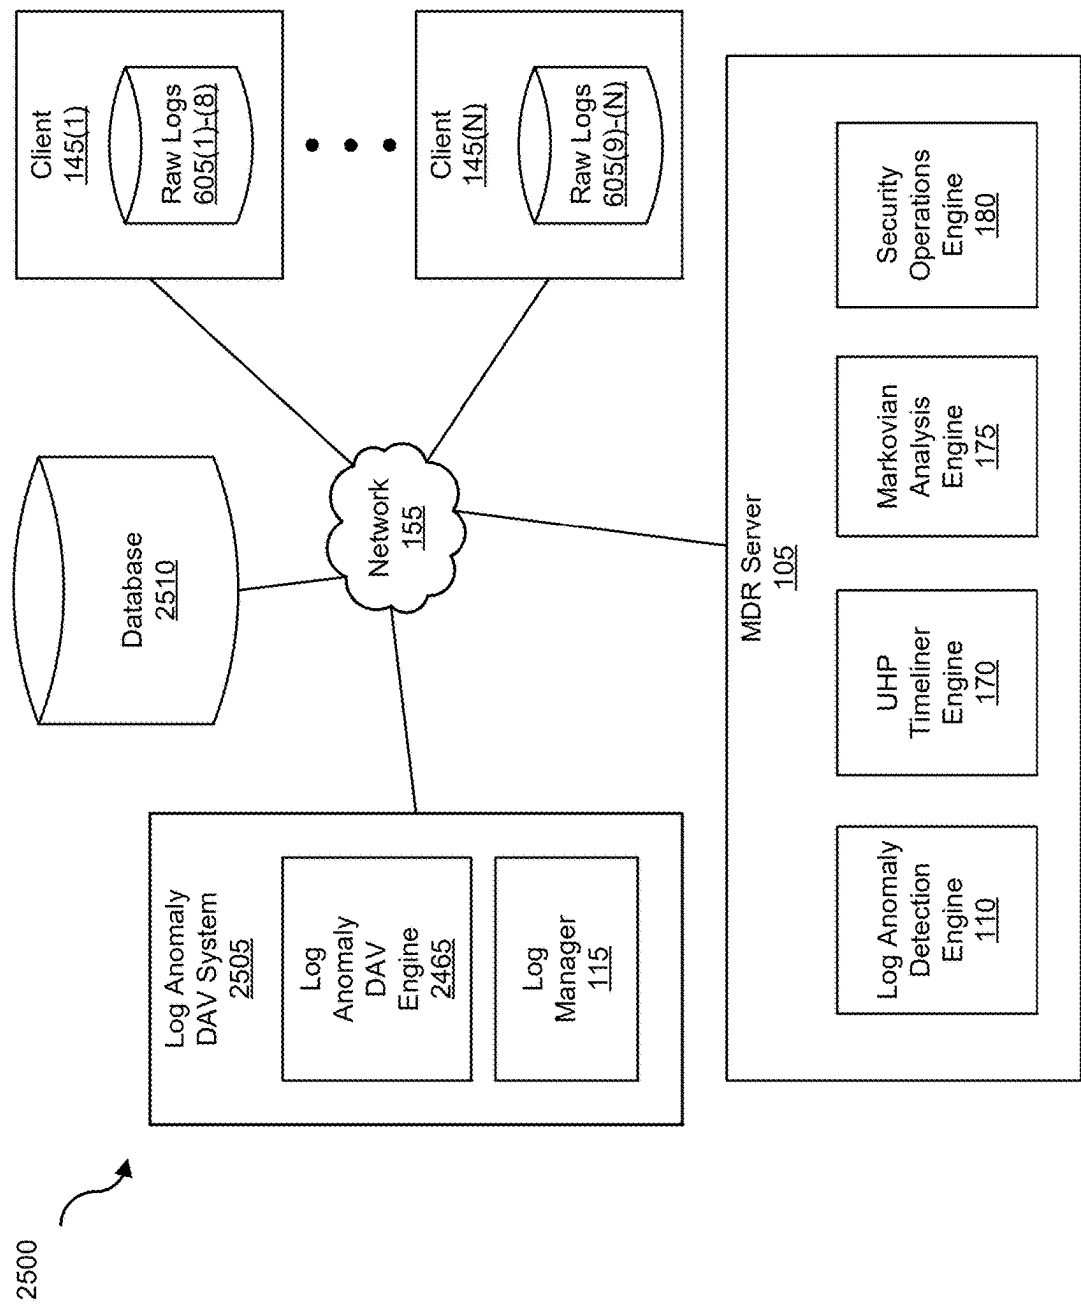 2500
Log Anomaly
DAV System
2505
Log
Anomaly
DAV
Engine
2465
Log
Manager
115
Database
2510
Network
155
Client
145(1)
Raw Logs
605(1)-(8)
Client
145(N)
Raw Logs
605(9)-(N)
MDR Server
105
Log Anomaly
Detection
Engine
110
UHP
Timeliner
Engine
170
Markovian
Analysis
Engine
175
Security
Operations
Engine
180